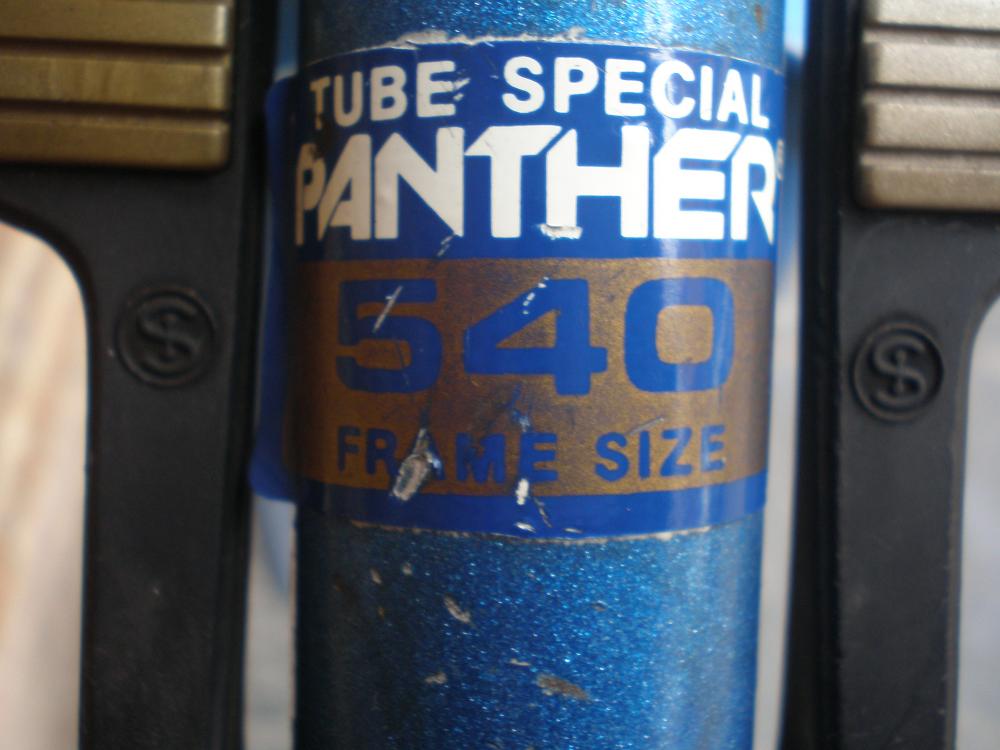 TUBE SPECIAL
PANTHER
540
FRAME SIZE